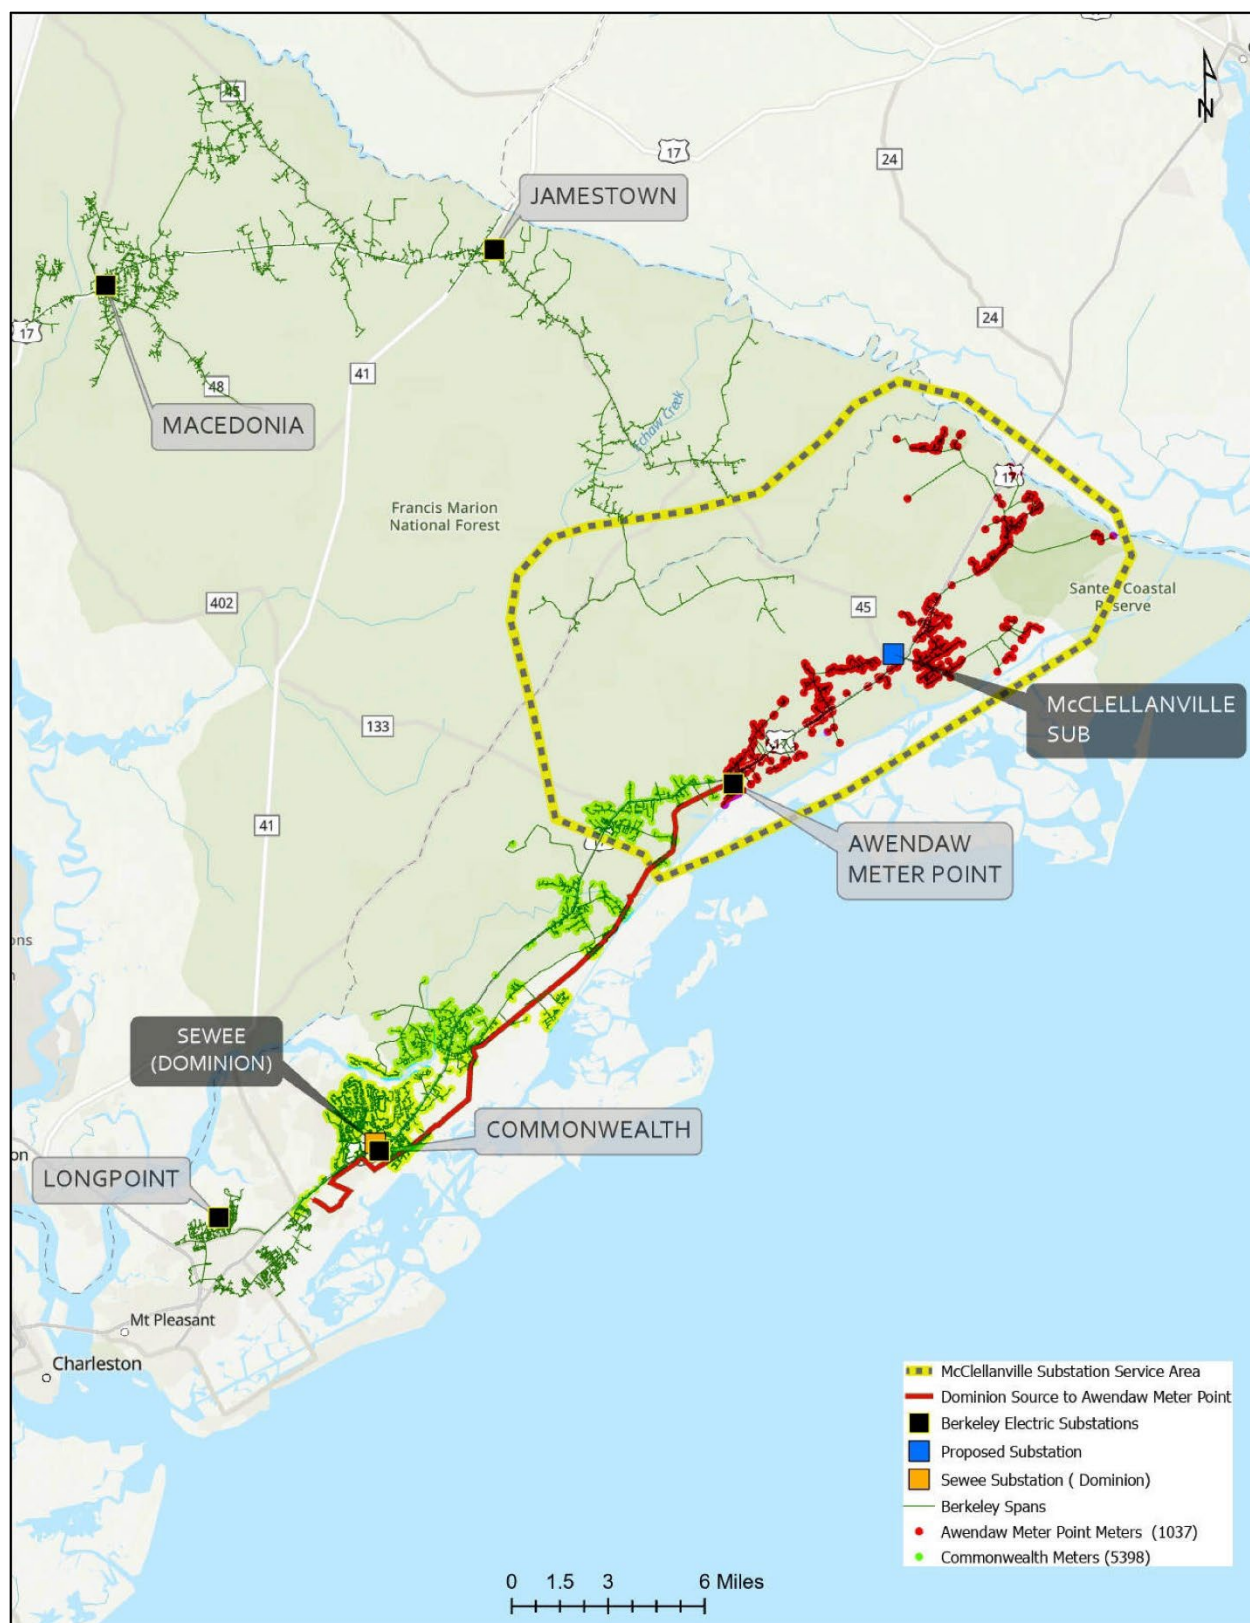 45
N
17
24
JAMESTOWN
17
24
41
48
MACEDONIA
Echaw Creek
17
Francis Marion
National Forest
402
45
Santee Coastal
Reserve
McCLELLANVILLE
SUB
133
17
41
AWENDAW
METER POINT
ons
SEWEE
(DOMINION)
COMMONWEALTH
on
LONGPOINT
Mt Pleasant
Charleston
McClellanville Substation Service Area
Dominion Source to Awendaw Meter Point
Berkeley Electric Substations
Proposed Substation
Sewee Substation ( Dominion)
Berkeley Spans
Awendaw Meter Point Meters (1037)
Commonwealth Meters (5398)
0 1.5 3 6 Miles